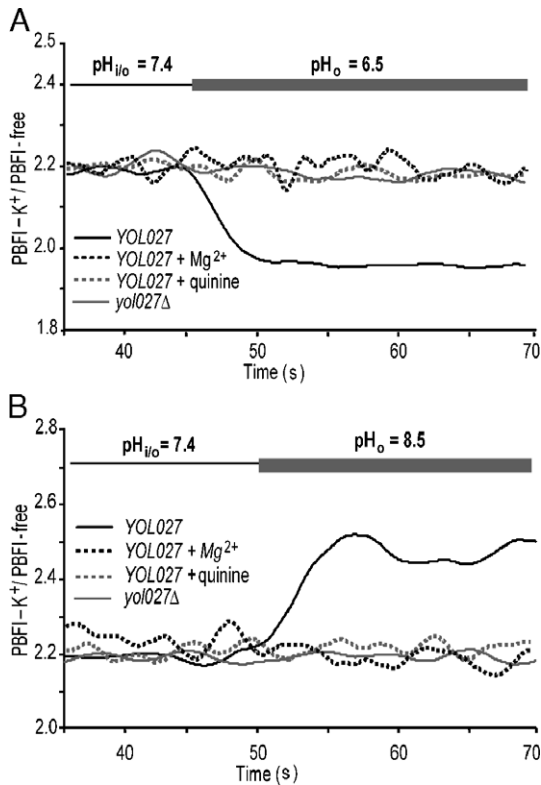 A
PBFI–K⁺/ PBFI-free
2.5
2.4
2.2
2.0
1.8
pHi/o = 7.4
pHo = 6.5
YOL027
YOL027 + Mg²⁺
YOL027 + quinine
yol027Δ
40
50
60
70
Time (s)
B
PBFI–K⁺/ PBFI-free
2.8
2.6
2.4
2.2
2.0
pHi/o = 7.4
pHo = 8.5
YOL027
YOL027 + Mg²⁺
YOL027 + quinine
yol027Δ
40
50
60
70
Time (s)